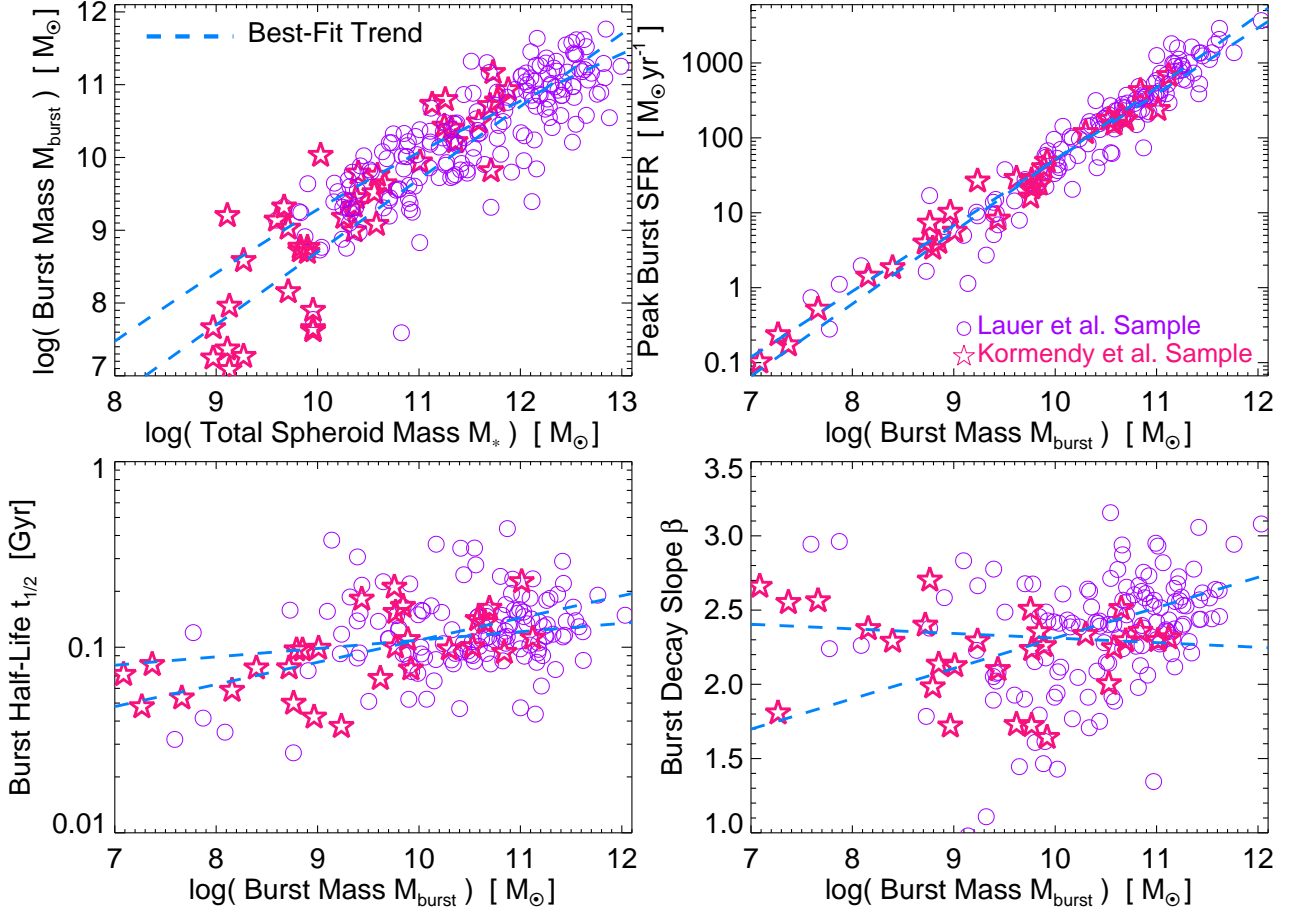 12
11
10
9
8
7
log( Burst Mass M_burst ) [ M_⊙ ]
Best-Fit Trend
8 9 10 11 12 13
log( Total Spheroid Mass M_* ) [ M_⊙ ]
1000
100
10
1
0.1
Peak Burst SFR [ M_⊙ yr^-1 ]
Lauer et al. Sample
Kormendy et al. Sample
7 8 9 10 11 12
log( Burst Mass M_burst ) [ M_⊙ ]
1
0.1
0.01
Burst Half-Life t_1/2 [Gyr]
7 8 9 10 11 12
log( Burst Mass M_burst ) [ M_⊙ ]
3.5
3.0
2.5
2.0
1.5
1.0
Burst Decay Slope β
7 8 9 10 11 12
log( Burst Mass M_burst ) [ M_⊙ ]